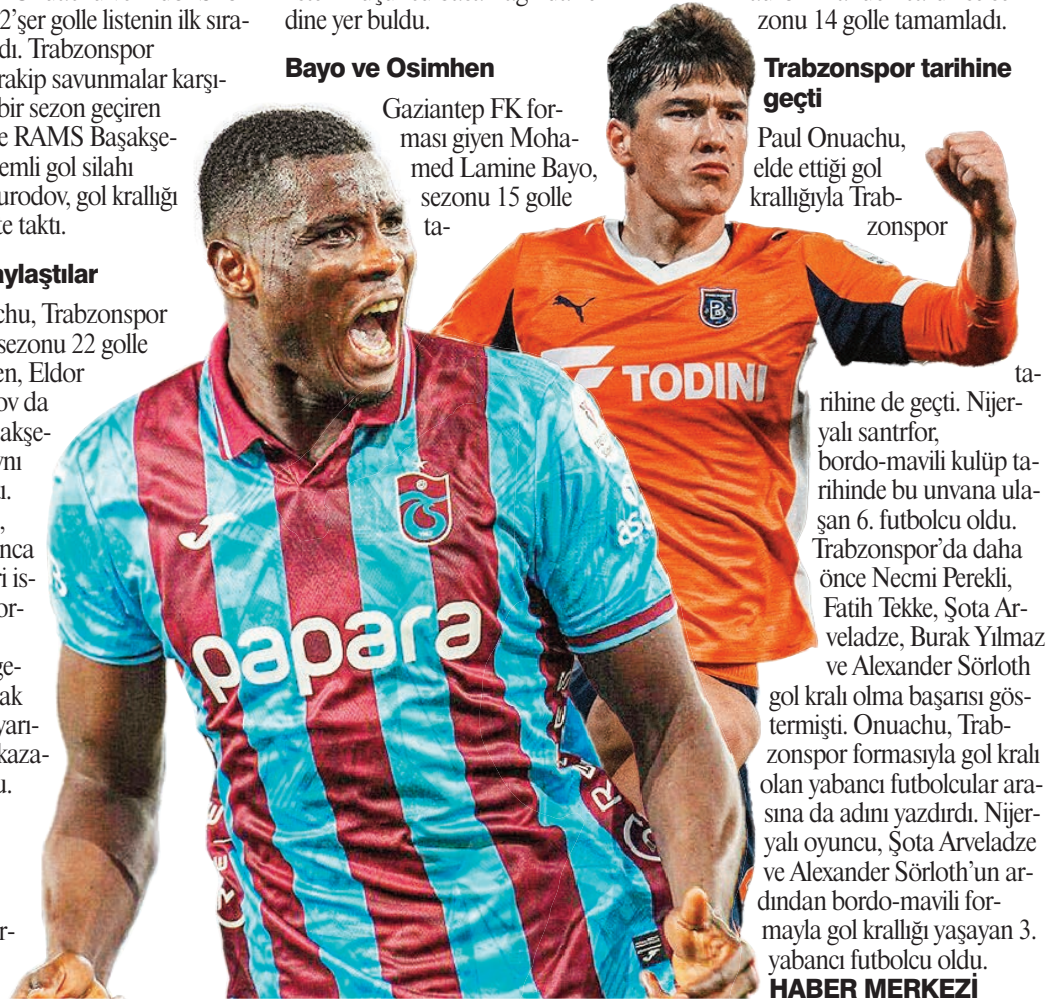 2’şer golle listenin ilk sıra-
dı. Trabzonspor
rakip savunmalar karşı-
bir sezon geçiren
e RAMS Başakşe-
emli gol silahı
urodov, gol krallığı
te taktı.
aylaştılar
chu, Trabzonspor
sezonu 22 golle
en, Eldor
ov da
akşe-
ynı
u.
,
nca
ri is-
or-
ge-
ak
yarı-
kaza-
u.
r-
dine yer buldu.
Bayo ve Osimhen
Gaziantep FK for-
ması giyen Moha-
med Lamine Bayo,
sezonu 15 golle
ta-
zonu 14 golle tamamladı.
Trabzonspor tarihine
geçti
Paul Onuachu,
elde ettiği gol
krallığıyla Trab-
zonspor
ta-
rihine de geçti. Nijer-
yalı santrfor,
bordo-mavili kulüp ta-
rihinde bu unvana ula-
şan 6. futbolcu oldu.
Trabzonspor’da daha
önce Necmi Perekli,
Fatih Tekke, Şota Ar-
veladze, Burak Yılmaz
ve Alexander Sörloth
gol kralı olma başarısı gös-
termişti. Onuachu, Trab-
zonspor formasıyla gol kralı
olan yabancı futbolcular ara-
sına da adını yazdırdı. Nijer-
yalı oyuncu, Şota Arveladze
ve Alexander Sörloth’un ar-
dından bordo-mavili for-
mayla gol krallığı yaşayan 3.
yabancı futbolcu oldu.
HABER MERKEZİ
TODINI
papara